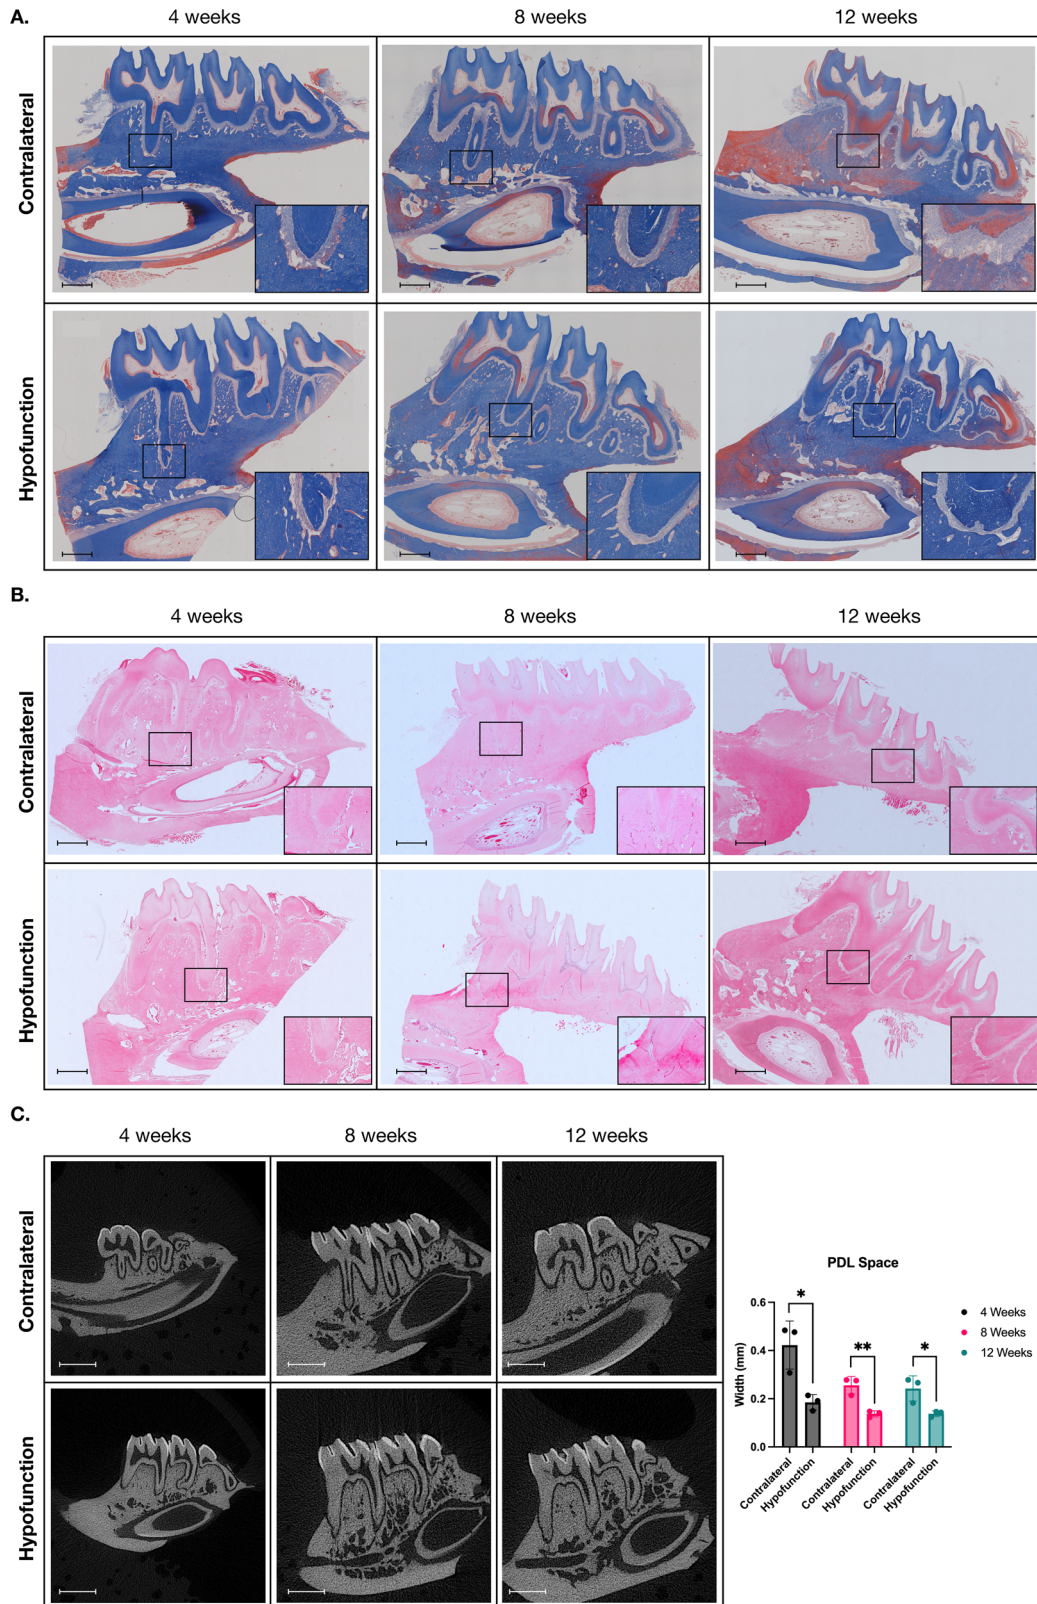 A.
4 weeks 8 weeks 12 weeks
Contralateral
Hypofunction
B.
4 weeks 8 weeks 12 weeks
Contralateral
Hypofunction
C.
4 weeks 8 weeks 12 weeks
Contralateral
Hypofunction
PDL Space
Width (mm)
0.6
0.4
0.2
0.0
* ** *
4 Weeks
8 Weeks
12 Weeks
Contralateral
Hypofunction
Contralateral
Hypofunction
Contralateral
Hypofunction